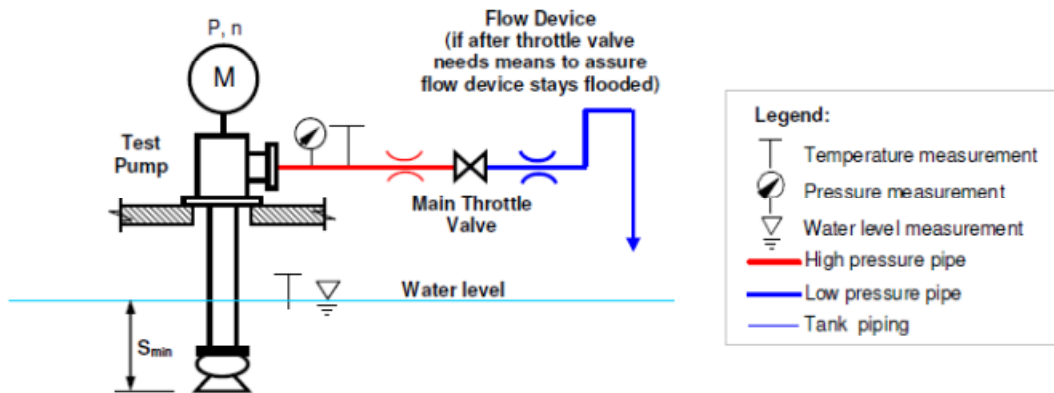 P, n
M
Test
Pump
Flow Device
(if after throttle valve
needs means to assure
flow device stays flooded)
Main Throttle
Valve
Water level
Smin
Legend:
Temperature measurement
Pressure measurement
Water level measurement
High pressure pipe
Low pressure pipe
Tank piping